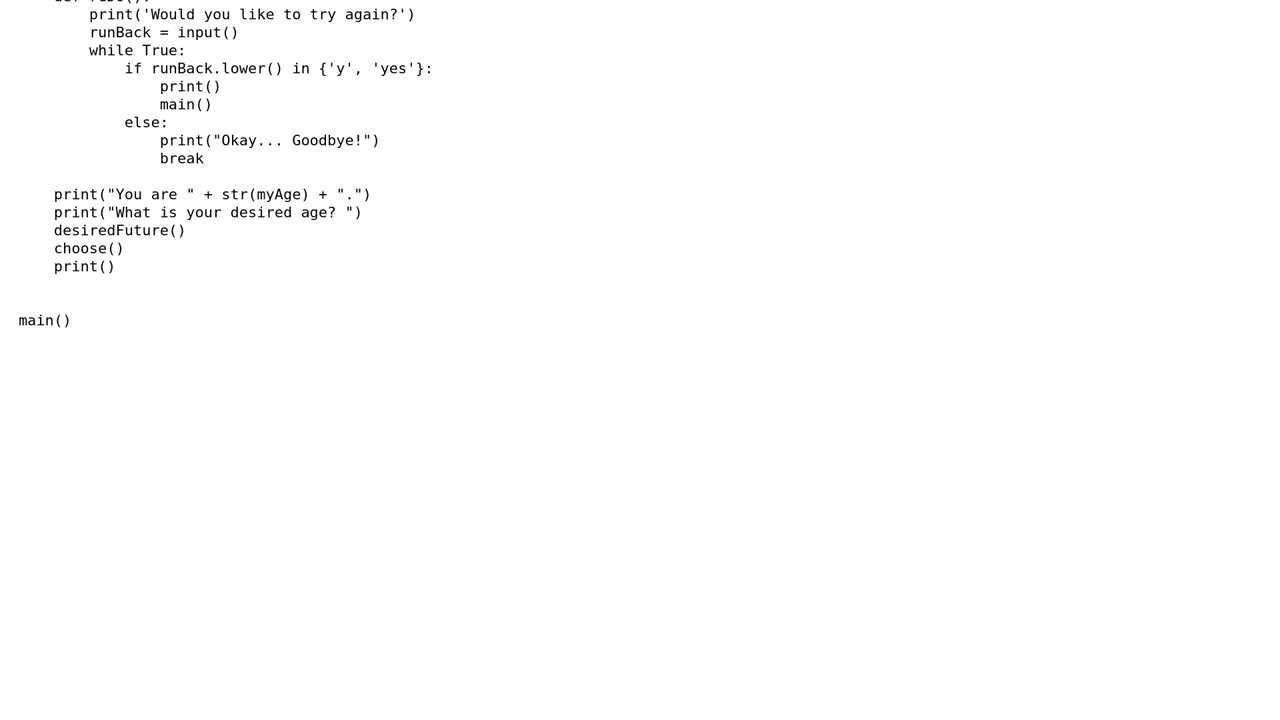 print('Would you like to try again?')
runBack = input()
while True:
if runBack.lower() in {'y', 'yes'}:
print()
main()
else:
print("Okay... Goodbye!")
break
print("You are " + str(myAge) + ".")
print("What is your desired age? ")
desiredFuture()
choose()
print()
main()